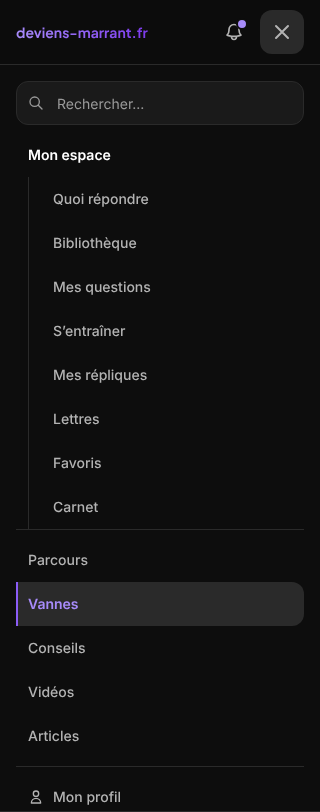 deviens-marrant.fr
Rechercher...
Mon espace
Quoi répondre
Bibliothèque
Mes questions
S’entraîner
Mes répliques
Lettres
Favoris
Carnet
Parcours
Vannes
Conseils
Vidéos
Articles
Mon profil